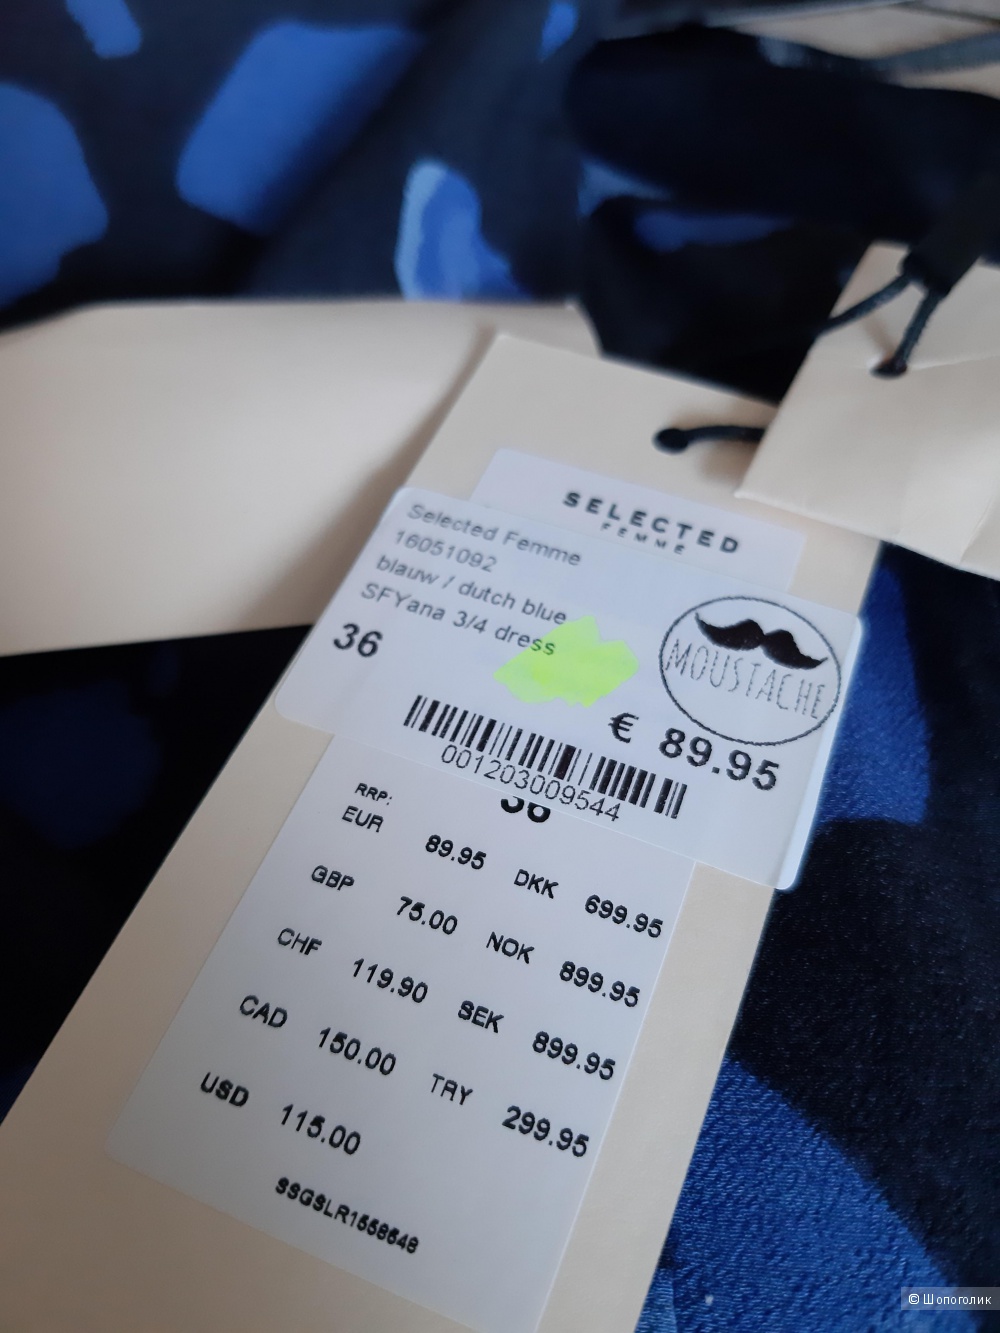 SELECTED
FEMME
Selected Femme
16051092
blauw / dutch blue
SFYana 3/4 dress
36
MOUSTACHE
€ 89.95
001203009544
36
RRP:
EUR 89.95 DKK 699.95
GBP 75.00 NOK 899.95
CHF 119.90 SEK 899.95
CAD 150.00 TRY 299.95
USD 115.00
SSGSLR1558548
© Шопоголик